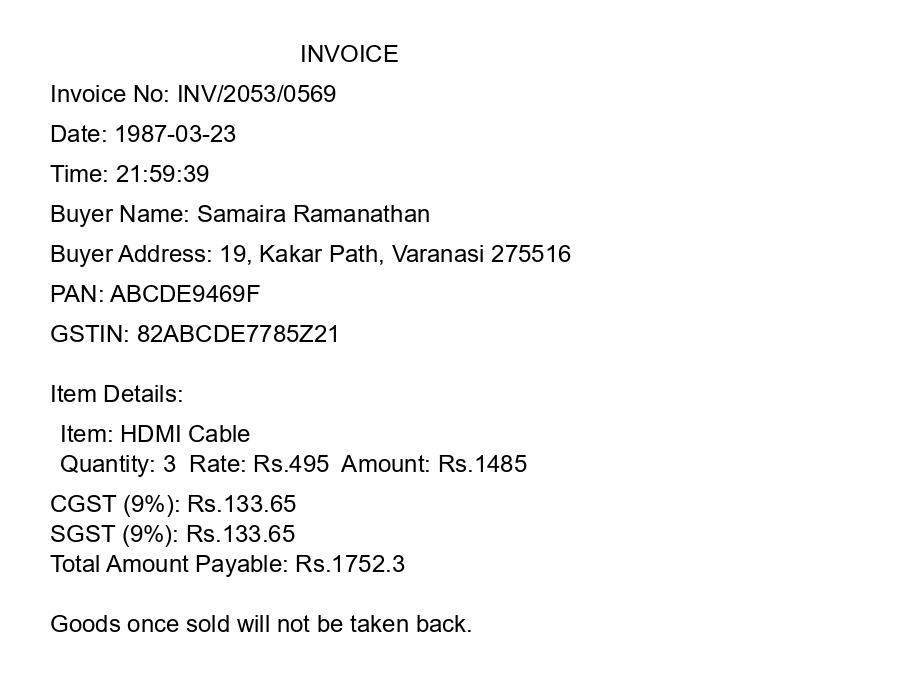 INVOICE
Invoice No: INV/2053/0569
Date: 1987-03-23
Time: 21:59:39
Buyer Name: Samaira Ramanathan
Buyer Address: 19, Kakar Path, Varanasi 275516
PAN: ABCDE9469F
GSTIN: 82ABCDE7785Z21
Item Details:
Item: HDMI Cable
Quantity: 3  Rate: Rs.495  Amount: Rs.1485
CGST (9%): Rs.133.65
SGST (9%): Rs.133.65
Total Amount Payable: Rs.1752.3
Goods once sold will not be taken back.